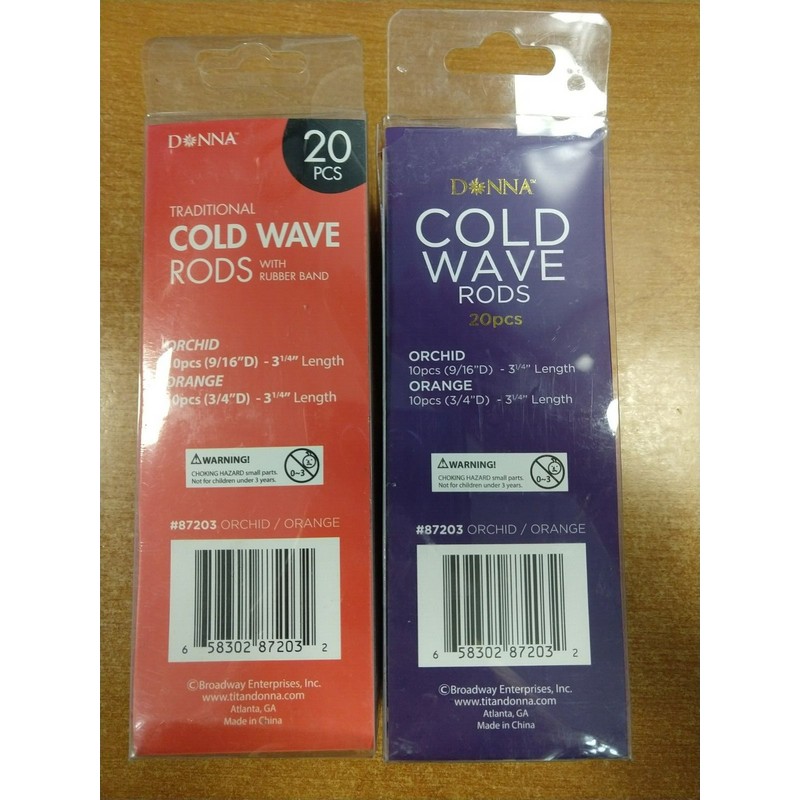 DONNA™
20
PCS
TRADITIONAL
COLD WAVE
RODS WITH
RUBBER BAND
ORCHID
10pcs (9/16"D) - 3 1/4" Length
ORANGE
10pcs (3/4"D) - 3 1/4" Length
⚠WARNING!
CHOKING HAZARD small parts.
Not for children under 3 years.
0-3
#87203 ORCHID / ORANGE
6 58302 87203 2
©Broadway Enterprises, Inc.
www.titandonna.com
Atlanta, GA
Made in China
DONNA™
COLD
WAVE
RODS
20pcs
ORCHID
10pcs (9/16"D) - 3 1/4" Length
ORANGE
10pcs (3/4"D) - 3 1/4" Length
⚠WARNING!
CHOKING HAZARD small parts.
Not for children under 3 years.
0-3
#87203 ORCHID / ORANGE
6 58302 87203 2
©Broadway Enterprises, Inc.
www.titandonna.com
Atlanta, GA
Made in China